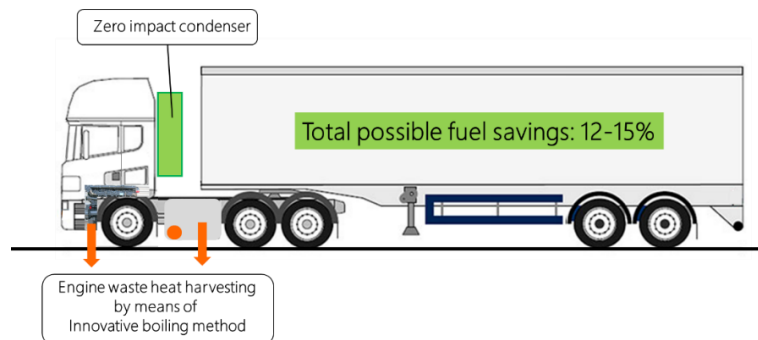 Zero impact condenser
Total possible fuel savings: 12-15%
Engine waste heat harvesting
by means of
Innovative boiling method